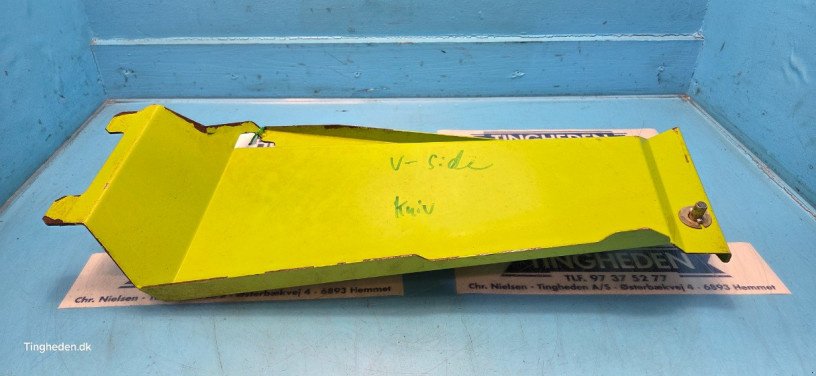 TINGHEDEN
V-Side
Kniv
TINGHEDEN
TLF. 97 37 52 77
Chr. Nielsen - Tingheden A/S - Østerbækvej 4 - 6893 Hemmet
Chr. Nielsen - Østerbækvej 4 - 6893 Hemmet
Tingheden.dk